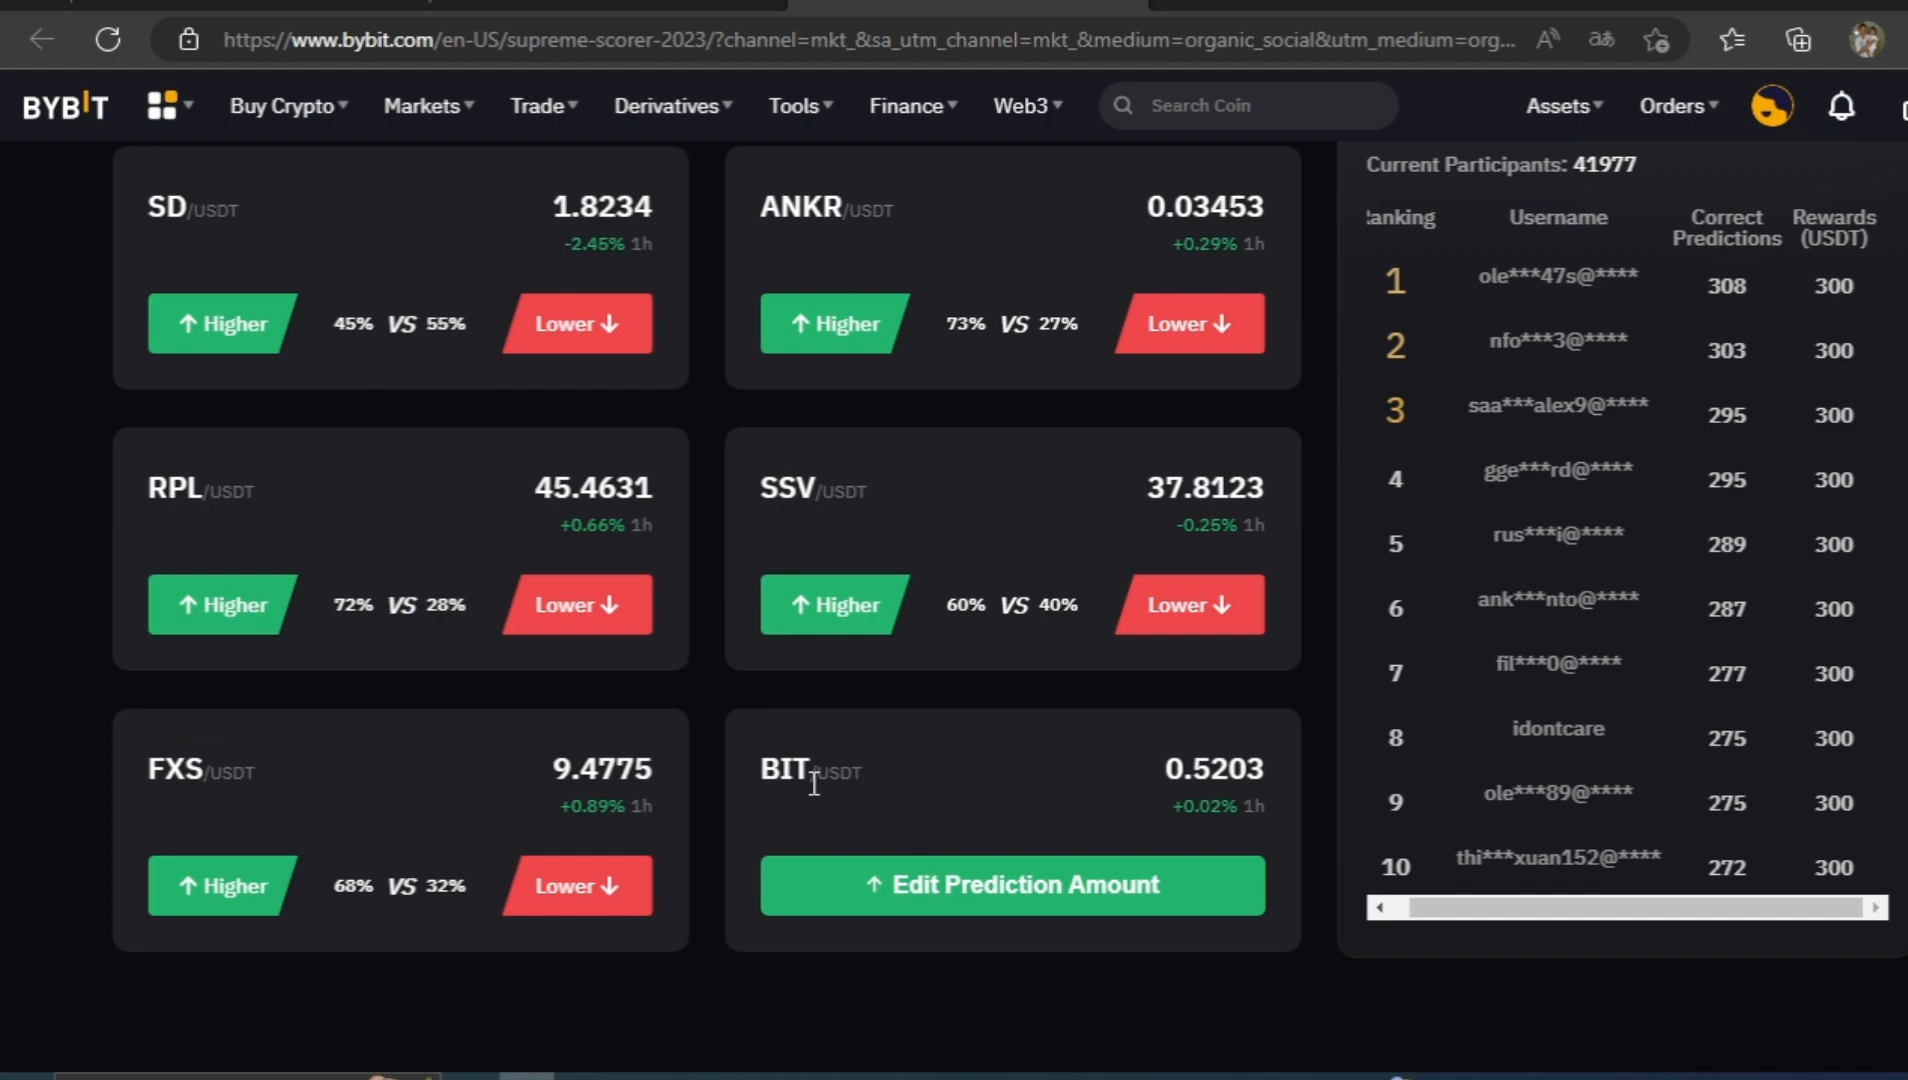 https://www.bybit.com/en-US/supreme-scorer-2023/?channel=mkt_&sa_utm_channel=mkt_&medium=organic_social&utm_medium=org...
BYBIT
Buy Crypto
Markets
Trade
Derivatives
Tools
Finance
Web3
Search Coin
Assets
Orders
SD/USDT
1.8234
-2.45% 1h
↑ Higher
45% VS 55%
Lower ↓
ANKR/USDT
0.03453
+0.29% 1h
↑ Higher
73% VS 27%
Lower ↓
RPL/USDT
45.4631
+0.66% 1h
↑ Higher
72% VS 28%
Lower ↓
SSV/USDT
37.8123
-0.25% 1h
↑ Higher
60% VS 40%
Lower ↓
FXS/USDT
9.4775
+0.89% 1h
↑ Higher
68% VS 32%
Lower ↓
BIT/USDT
0.5203
+0.02% 1h
↑ Edit Prediction Amount
Current Participants: 41977
anking Username Correct Predictions Rewards (USDT)
1 ole***47s@**** 308 300
2 nfo***3@**** 303 300
3 saa***alex9@**** 295 300
4 gge***rd@**** 295 300
5 rus***i@**** 289 300
6 ank***nto@**** 287 300
7 fil***0@**** 277 300
8 idontcare 275 300
9 ole***89@**** 275 300
10 thi***xuan152@**** 272 300